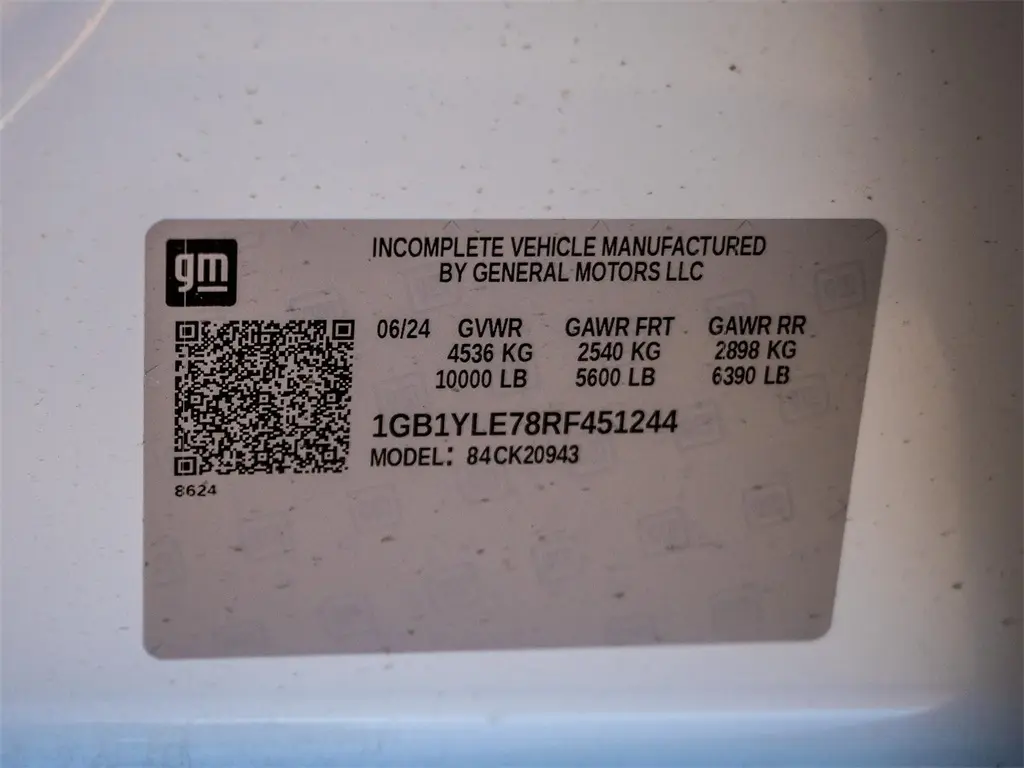 gm
INCOMPLETE VEHICLE MANUFACTURED
BY GENERAL MOTORS LLC
06/24 GVWR GAWR FRT GAWR RR
4536 KG 2540 KG 2898 KG
10000 LB 5600 LB 6390 LB
1GB1YLE78RF451244
MODEL: 84CK20943
8624